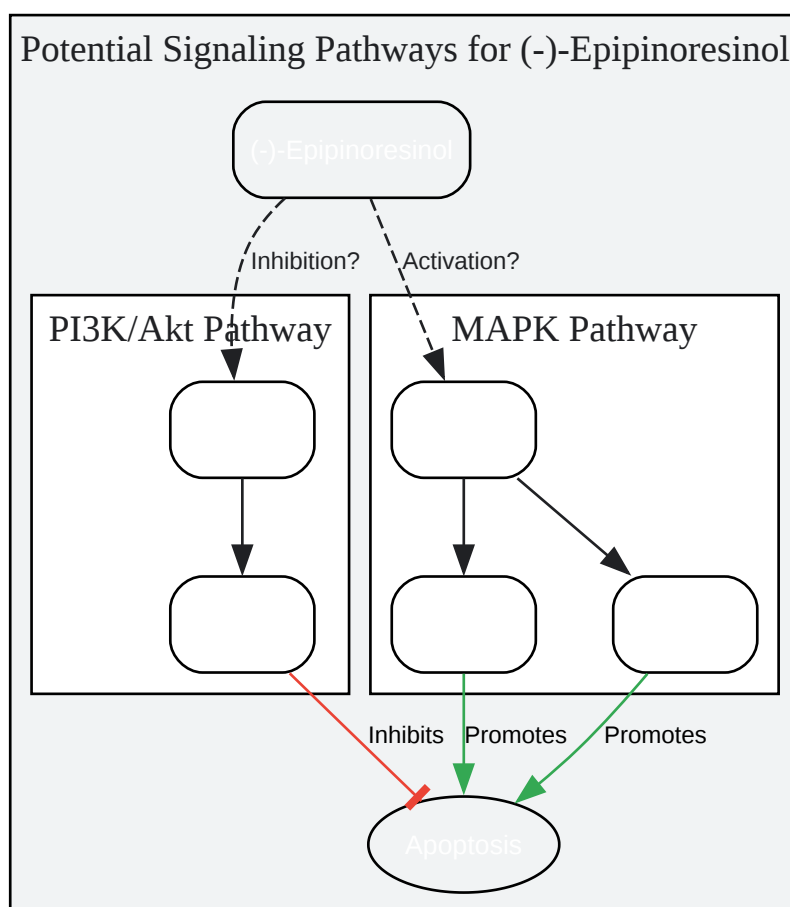 Potential Signaling Pathways for (-)-Epipinoresinol
(-)-Epipinoresinol
Inhibition?
Activation?
PI3K/Akt Pathway
MAPK Pathway
Inhibits
Promotes
Promotes
Apoptosis